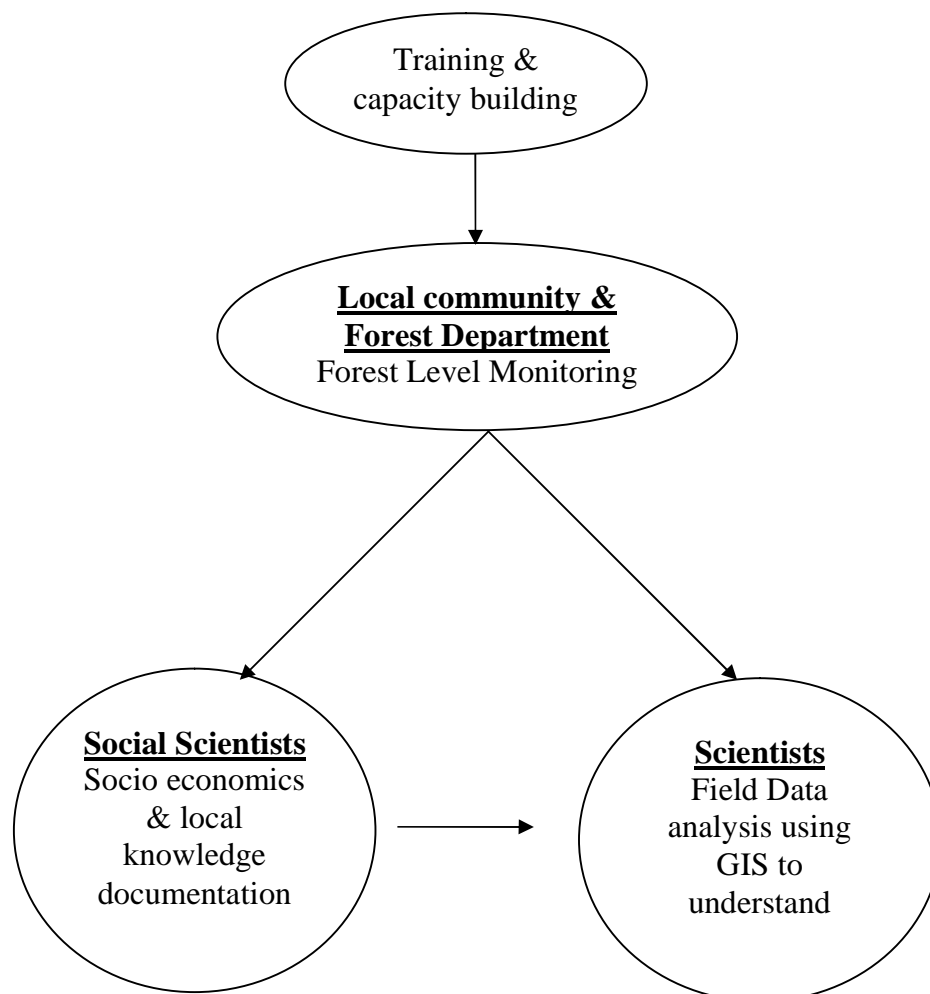 Training &
capacity building
Local community &
Forest Department
Forest Level Monitoring
Social Scientists
Socio economics
& local
knowledge
documentation
Scientists
Field Data
analysis using
GIS to
understand